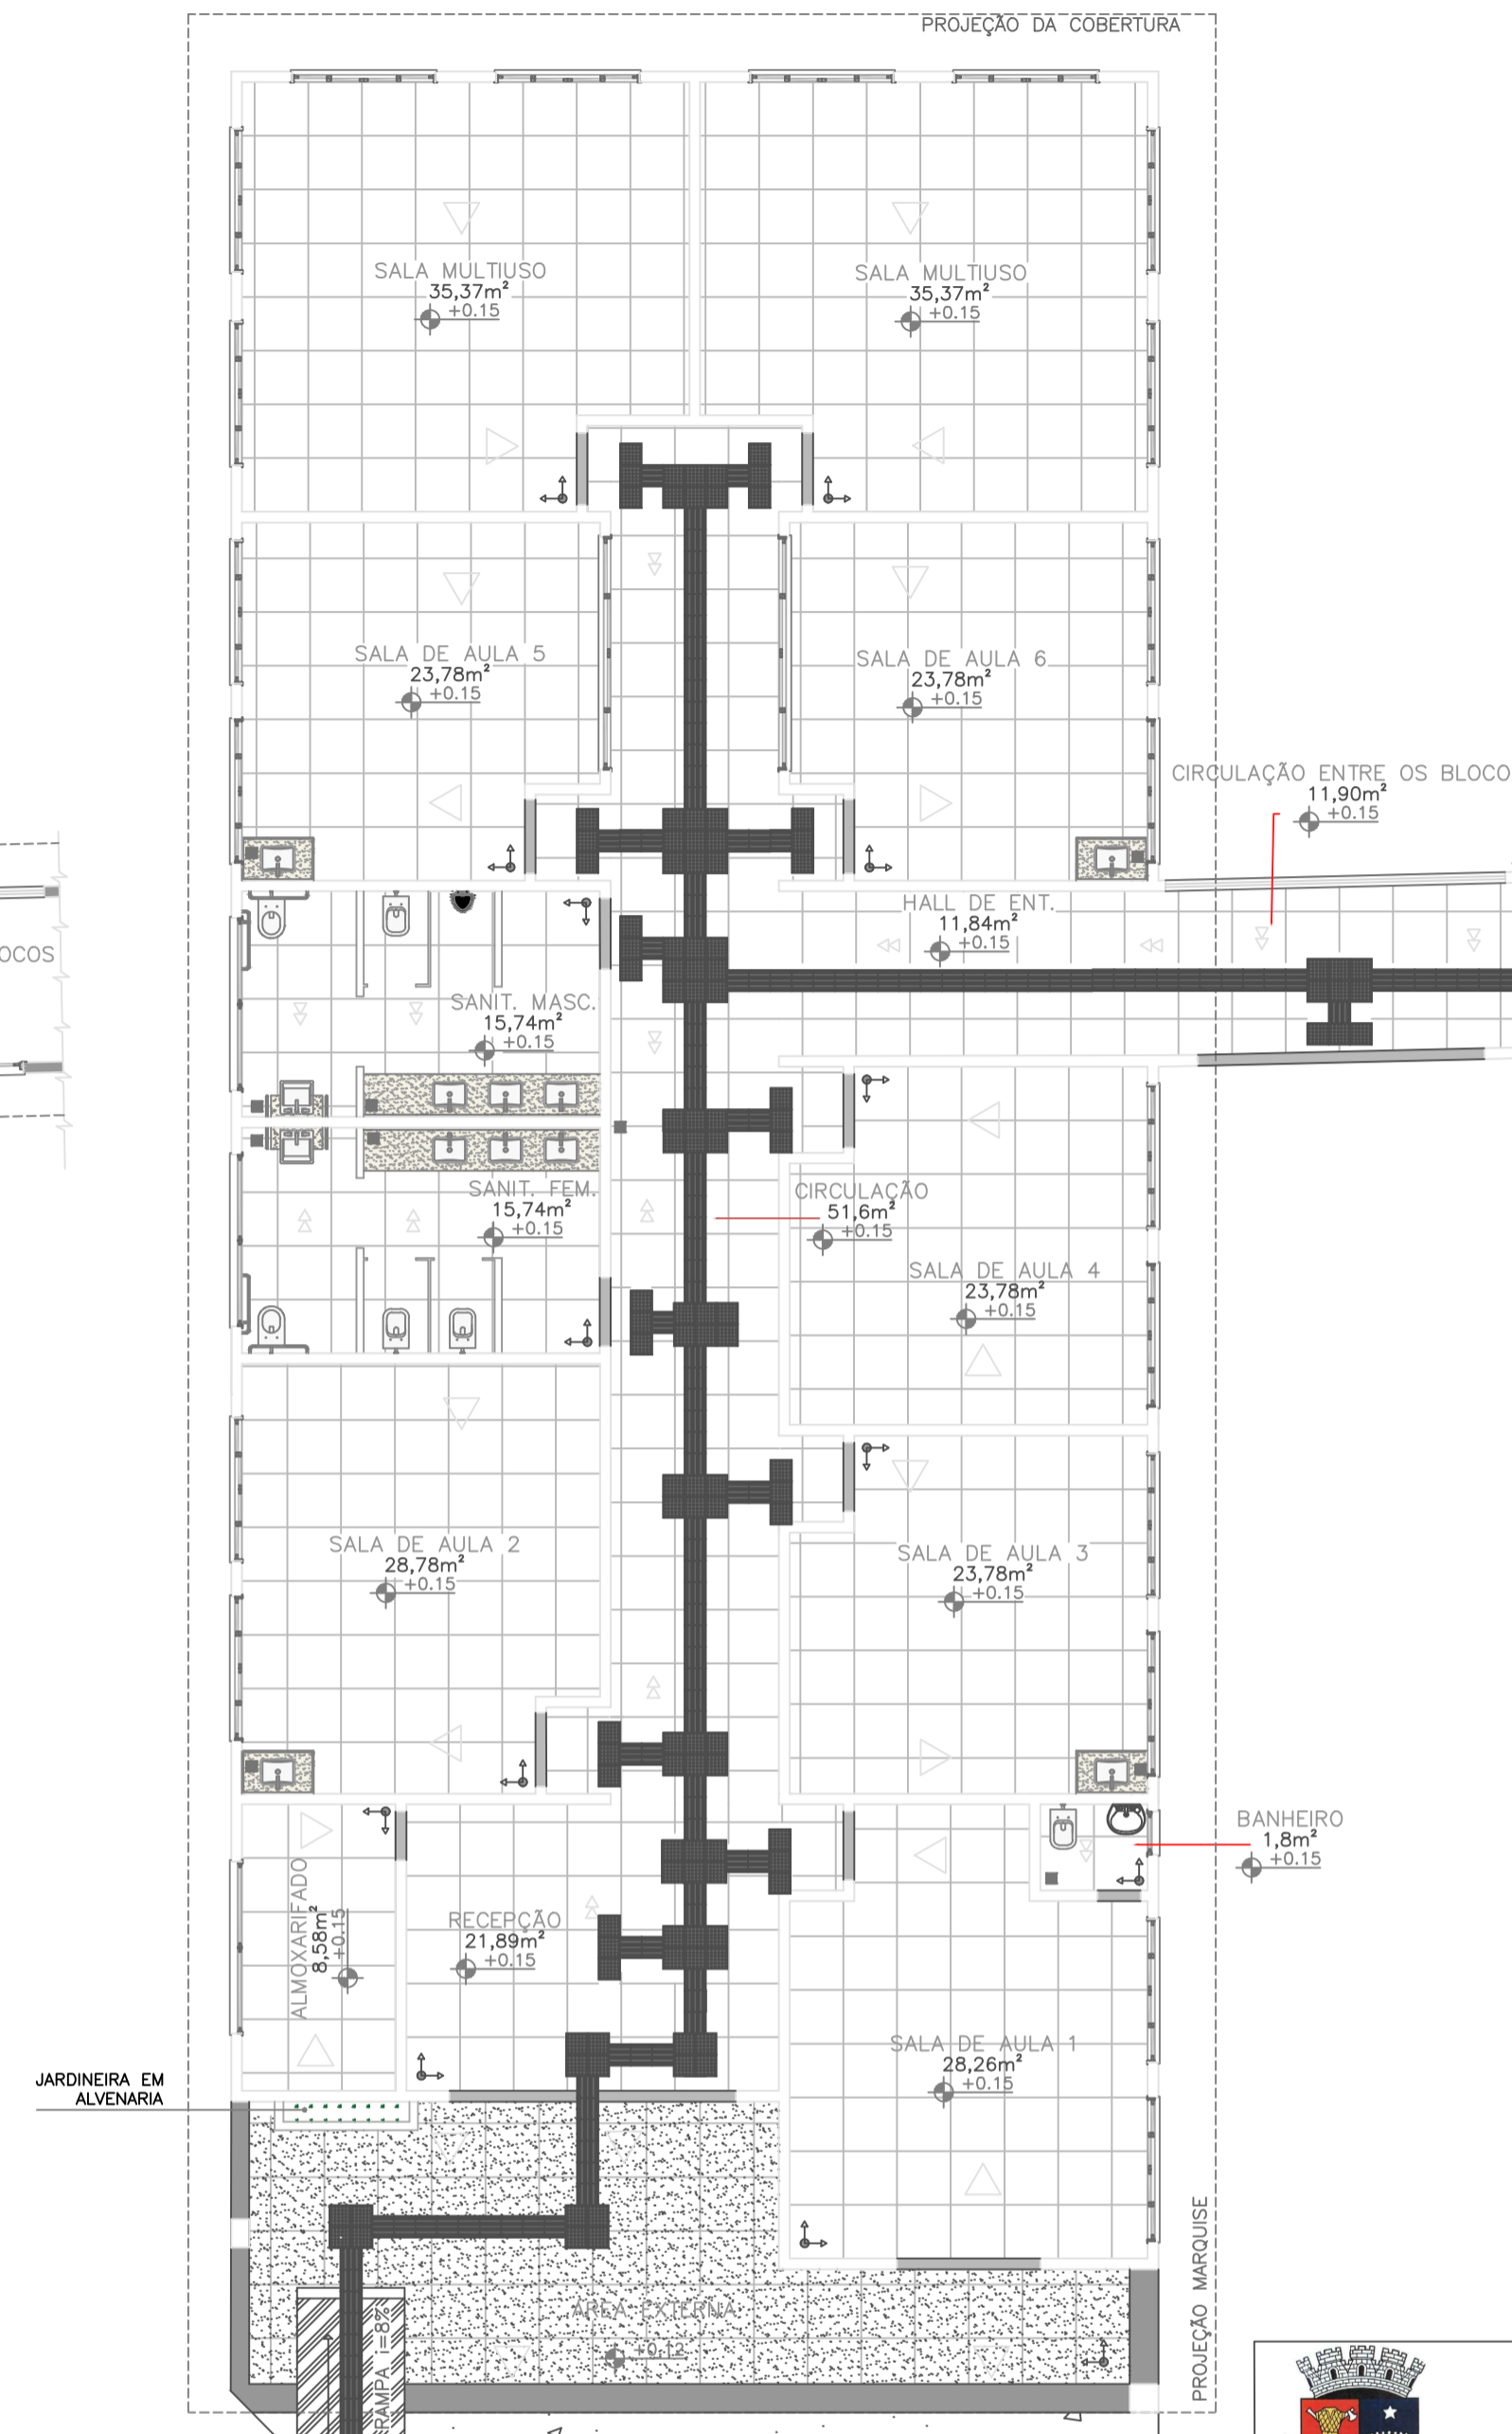 PROJEÇÃO DA COBERTURA
SALA MULTIUSO
35,37m²
+0.15
SALA MULTIUSO
35,37m²
+0.15
SALA DE AULA 5
23,78m²
+0.15
SALA DE AULA 6
23,78m²
+0.15
CIRCULAÇÃO ENTRE OS BLOCO
11,90m²
+0.15
HALL DE ENT.
11,84m²
+0.15
OCOS
SANIT. MASC.
15,74m²
+0.15
SANIT. FEM.
15,74m²
+0.15
CIRCULAÇÃO
51,6m²
+0.15
SALA DE AULA 4
23,78m²
+0.15
SALA DE AULA 2
28,78m²
+0.15
SALA DE AULA 3
23,78m²
+0.15
BANHEIRO
1,8m²
+0.15
ALMOXARIFADO
8,58m²
+0.15
RECEPÇÃO
21,89m²
+0.15
SALA DE AULA 1
28,26m²
+0.15
JARDINEIRA EM
ALVENARIA
ÁREA EXTERNA
+0.12
RAMPA i=8%
PROJEÇÃO MARQUISE